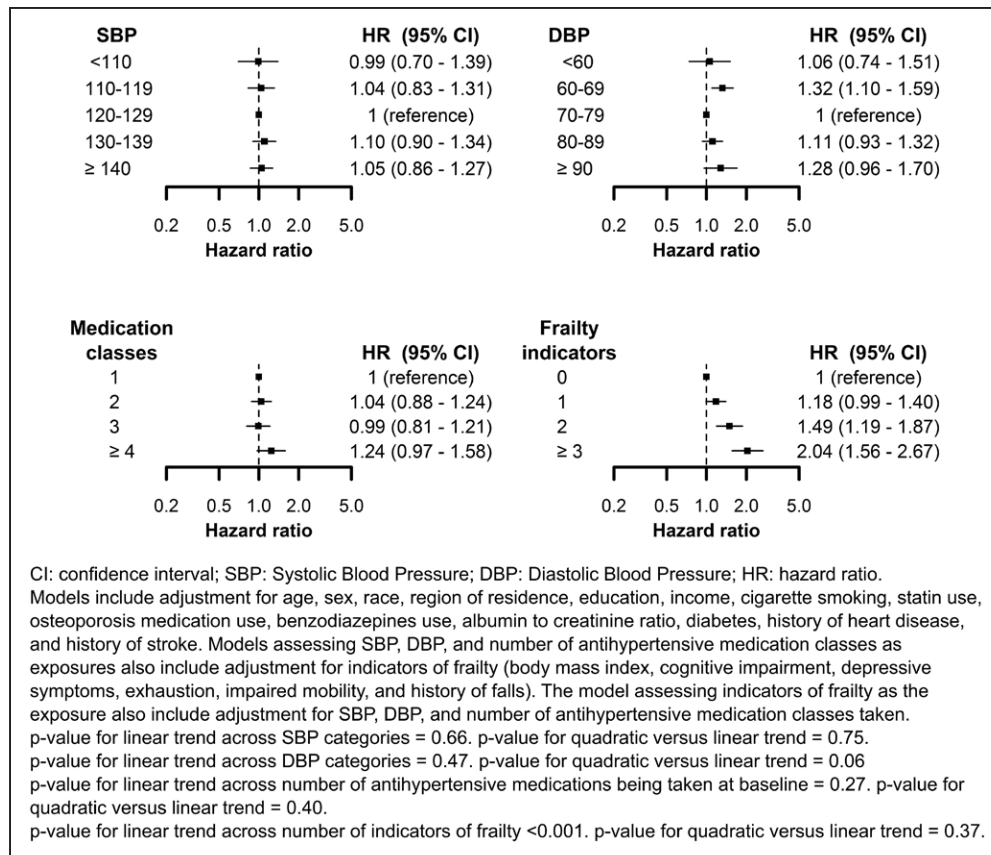 SBP HR (95% CI)
<110 0.99 (0.70 - 1.39)
110-119 1.04 (0.83 - 1.31)
120-129 1 (reference)
130-139 1.10 (0.90 - 1.34)
≥ 140 1.05 (0.86 - 1.27)
0.2 0.5 1.0 2.0 5.0
Hazard ratio
DBP HR (95% CI)
<60 1.06 (0.74 - 1.51)
60-69 1.32 (1.10 - 1.59)
70-79 1 (reference)
80-89 1.11 (0.93 - 1.32)
≥ 90 1.28 (0.96 - 1.70)
0.2 0.5 1.0 2.0 5.0
Hazard ratio
Medication
classes HR (95% CI)
1 1 (reference)
2 1.04 (0.88 - 1.24)
3 0.99 (0.81 - 1.21)
≥ 4 1.24 (0.97 - 1.58)
0.2 0.5 1.0 2.0 5.0
Hazard ratio
Frailty
indicators HR (95% CI)
0 1 (reference)
1 1.18 (0.99 - 1.40)
2 1.49 (1.19 - 1.87)
≥ 3 2.04 (1.56 - 2.67)
0.2 0.5 1.0 2.0 5.0
Hazard ratio
CI: confidence interval; SBP: Systolic Blood Pressure; DBP: Diastolic Blood Pressure; HR: hazard ratio.
Models include adjustment for age, sex, race, region of residence, education, income, cigarette smoking, statin use,
osteoporosis medication use, benzodiazepines use, albumin to creatinine ratio, diabetes, history of heart disease,
and history of stroke. Models assessing SBP, DBP, and number of antihypertensive medication classes as
exposures also include adjustment for indicators of frailty (body mass index, cognitive impairment, depressive
symptoms, exhaustion, impaired mobility, and history of falls). The model assessing indicators of frailty as the
exposure also include adjustment for SBP, DBP, and number of antihypertensive medication classes taken.
p-value for linear trend across SBP categories = 0.66. p-value for quadratic versus linear trend = 0.75.
p-value for linear trend across DBP categories = 0.47. p-value for quadratic versus linear trend = 0.06
p-value for linear trend across number of antihypertensive medications being taken at baseline = 0.27. p-value for
quadratic versus linear trend = 0.40.
p-value for linear trend across number of indicators of frailty <0.001. p-value for quadratic versus linear trend = 0.37.